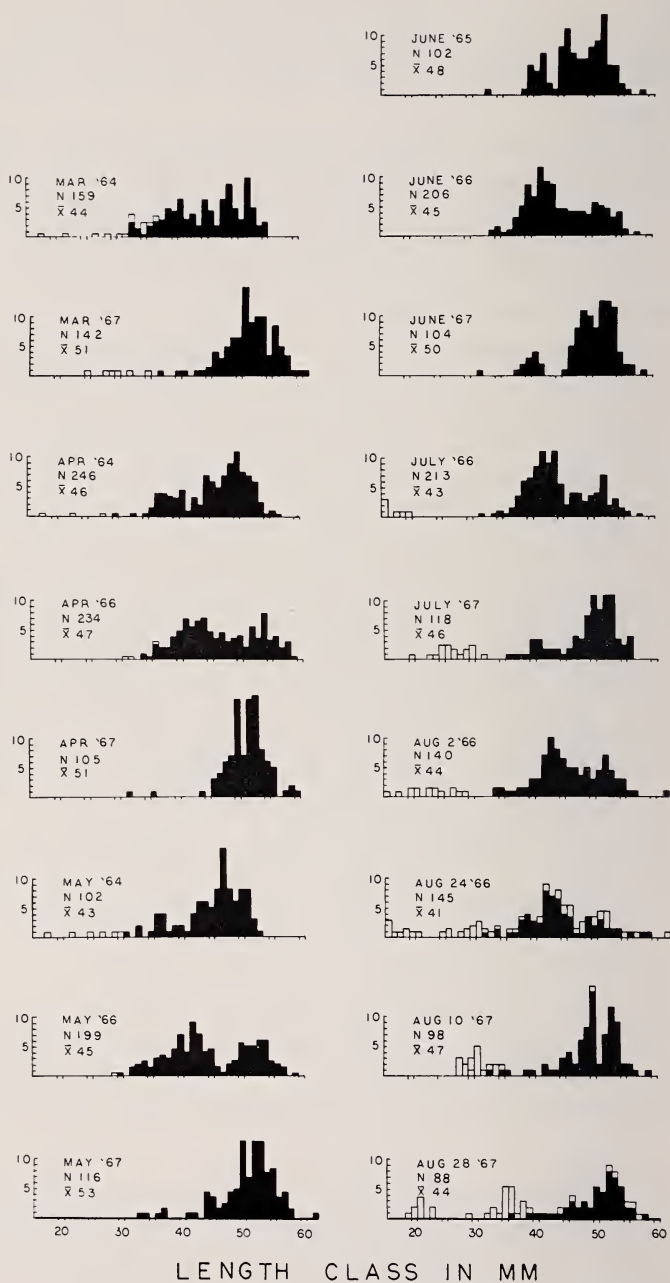 10
5
JUNE '65
N 102
X̄ 48
10
5
MAR '64
N 159
X̄ 44
10
5
JUNE '66
N 206
X̄ 45
10
5
MAR '67
N 142
X̄ 51
10
5
JUNE '67
N 104
X̄ 50
10
5
APR '64
N 246
X̄ 46
10
5
JULY '66
N 213
X̄ 43
10
5
APR '66
N 234
X̄ 47
10
5
JULY '67
N 118
X̄ 46
10
5
APR '67
N 105
X̄ 51
10
5
AUG 2 '66
N 140
X̄ 44
10
5
MAY '64
N 102
X̄ 43
10
5
AUG 24 '66
N 145
X̄ 41
10
5
MAY '66
N 199
X̄ 45
10
5
AUG 10 '67
N 98
X̄ 47
10
5
MAY '67
N 116
X̄ 53
10
5
AUG 28 '67
N 88
X̄ 44
20 30 40 50 60
20 30 40 50 60
LENGTH CLASS IN MM